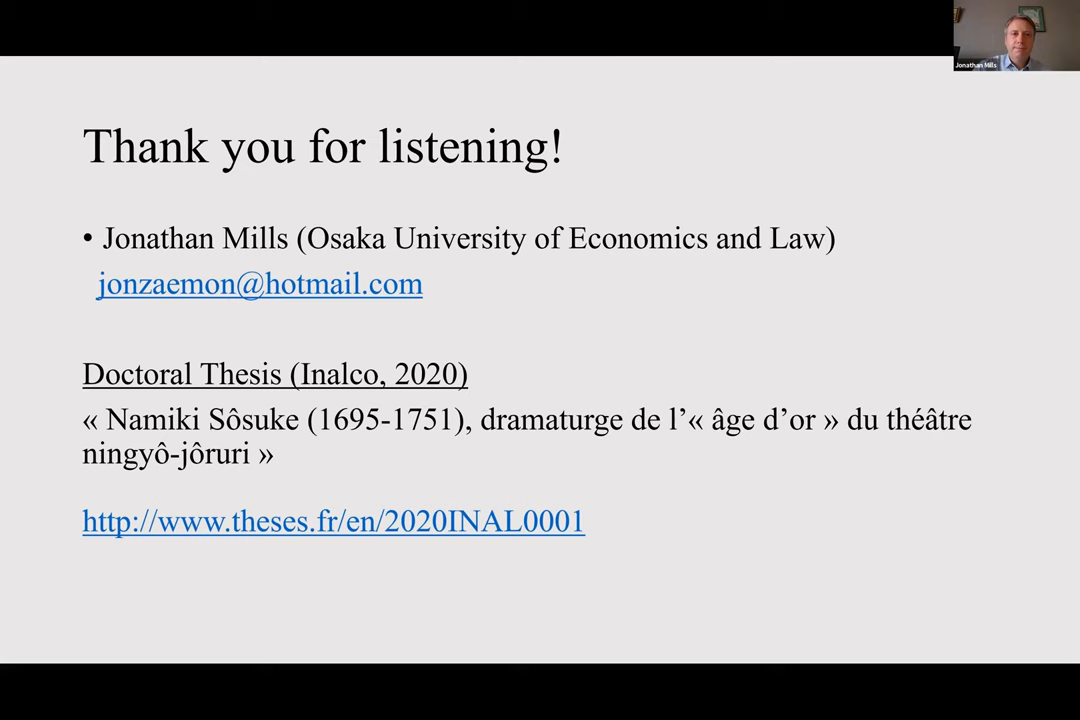 Jonathan Mills
Thank you for listening!
• Jonathan Mills (Osaka University of Economics and Law)
jonzaemon@hotmail.com
Doctoral Thesis (Inalco, 2020)
« Namiki Sôsuke (1695-1751), dramaturge de l’« âge d’or » du théâtre
ningyô-jôruri »
http://www.theses.fr/en/2020INAL0001